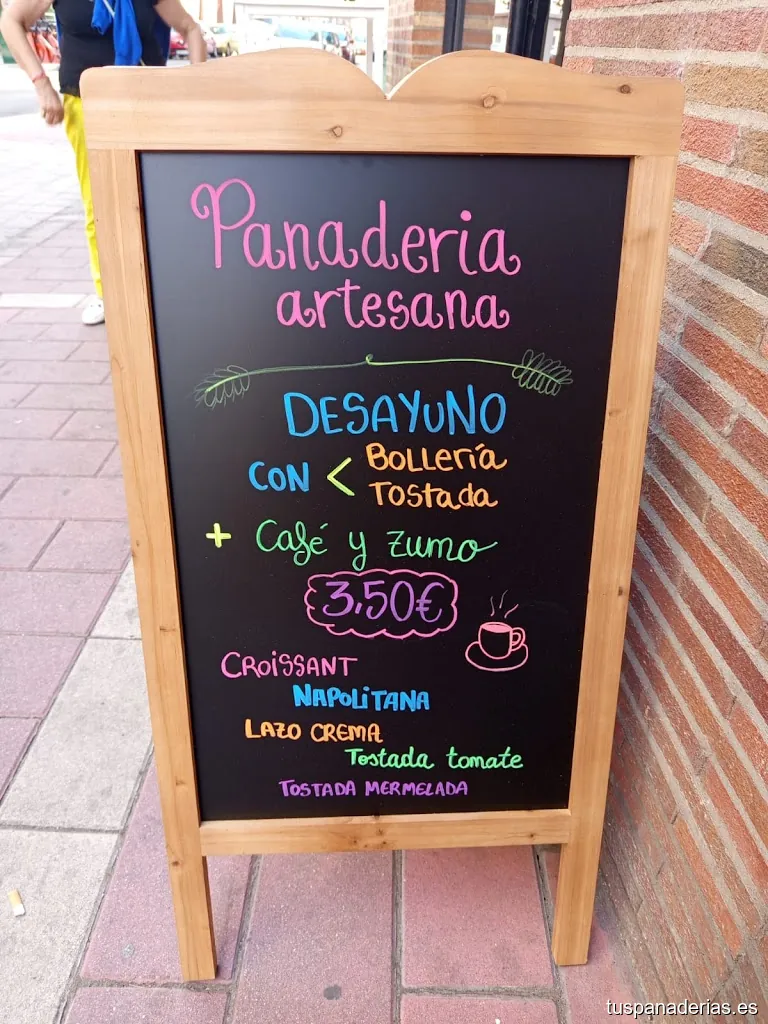 Panaderia
artesana
DESAYUNO
CON < Bollería
Tostada
+ Café y zumo
3,50€
CROiSSANT
NAPOLiTANA
LAZO CREMA
Tostada tomate
TOSTADA MERMELADA
tuspanaderias.es